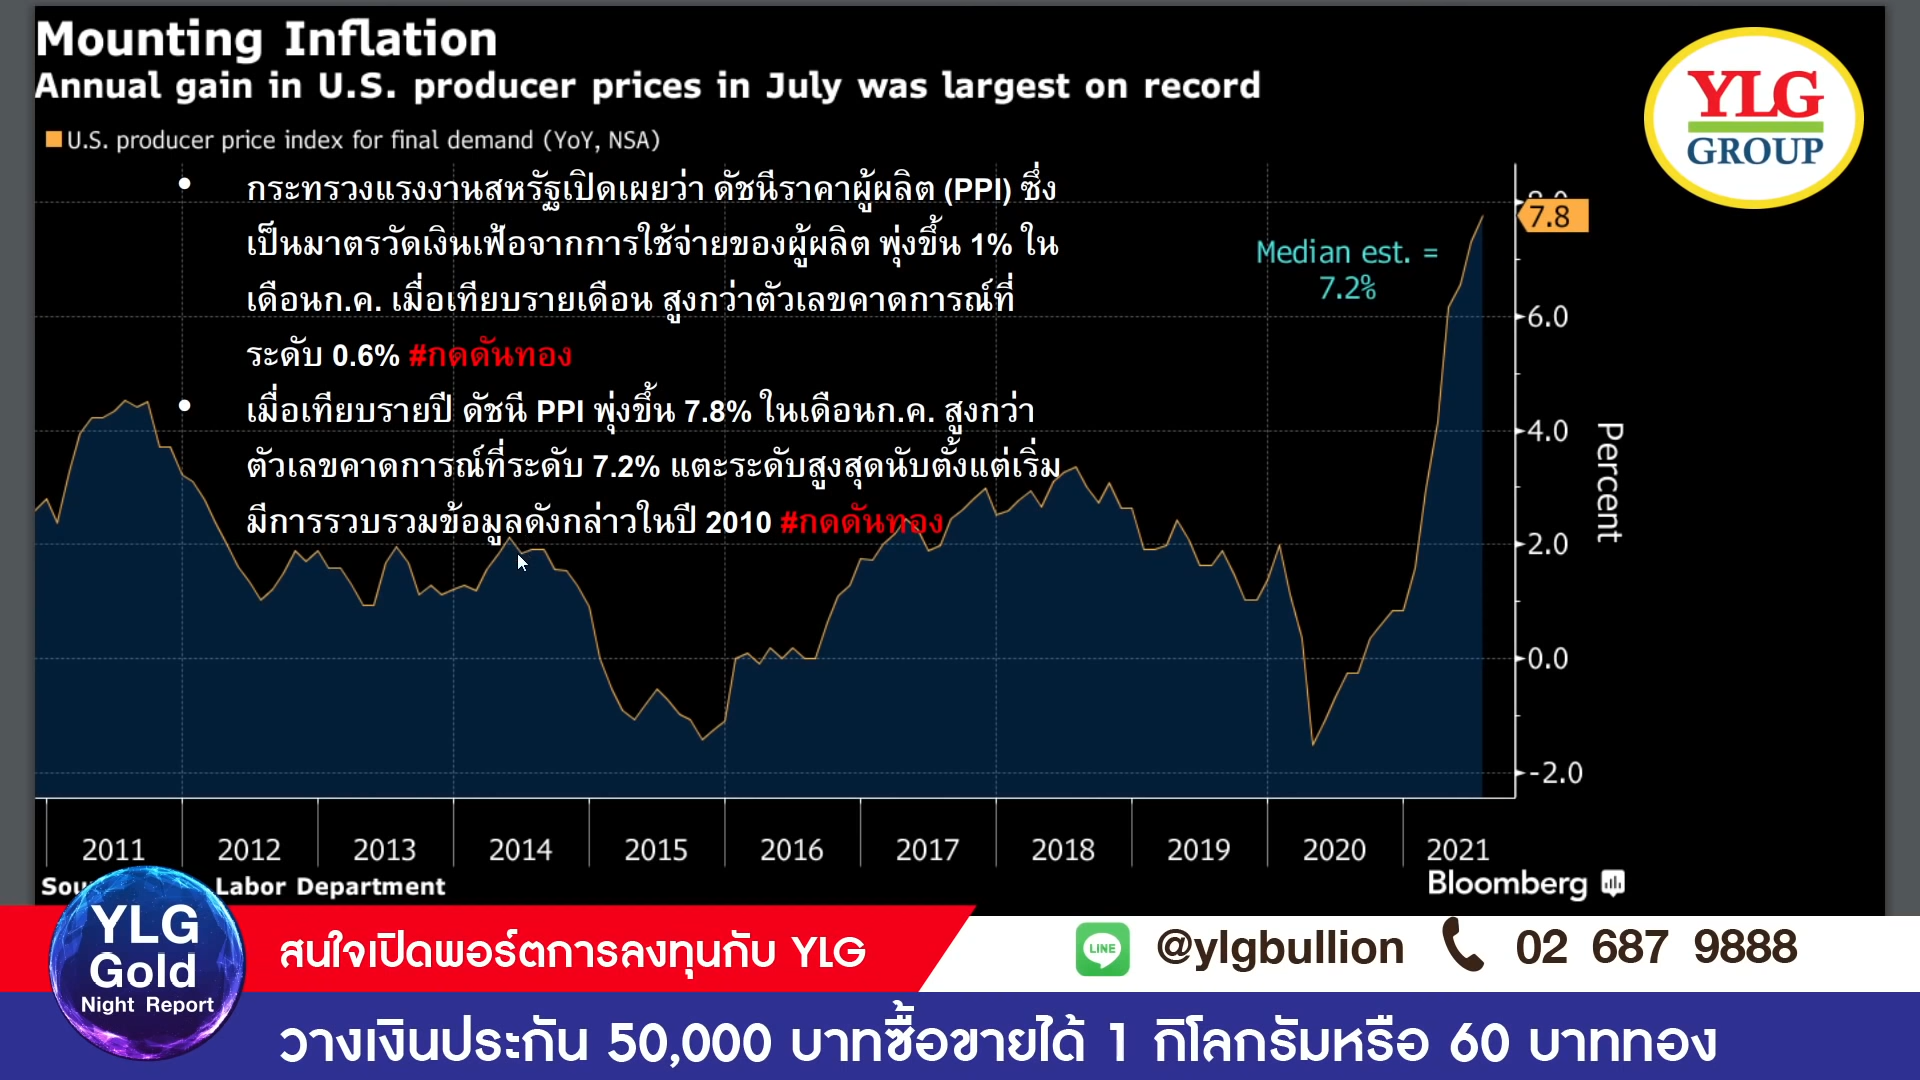 Mounting Inflation
Annual gain in U.S. producer prices in July was largest on record
U.S. producer price index for final demand (YoY, NSA)
YLG
GROUP
• กระทรวงแรงงานสหรัฐเปิดเผยว่า ดัชนีราคาผู้ผลิต (PPI) ซึ่ง
เป็นมาตรวัดเงินเฟ้อจากการใช้จ่ายของผู้ผลิต พุ่งขึ้น 1% ใน
เดือนก.ค. เมื่อเทียบรายเดือน สูงกว่าตัวเลขคาดการณ์ที่
ระดับ 0.6% #กดดันทอง
• เมื่อเทียบรายปี ดัชนี PPI พุ่งขึ้น 7.8% ในเดือนก.ค. สูงกว่า
ตัวเลขคาดการณ์ที่ระดับ 7.2% แตะระดับสูงสุดนับตั้งแต่เริ่ม
มีการรวบรวมข้อมูลดังกล่าวในปี 2010 #กดดันทอง
Median est. =
7.2%
8.0
7.8
6.0
4.0
2.0
0.0
-2.0
Percent
2011 2012 2013 2014 2015 2016 2017 2018 2019 2020 2021
Labor Department
Bloomberg
YLG
Gold
Night Report
สนใจเปิดพอร์ตการลงทุนกับ YLG
LINE
@ylgbullion
02 687 9888
วางเงินประกัน 50,000 บาทซื้อขายได้ 1 กิโลกรัมหรือ 60 บาททอง